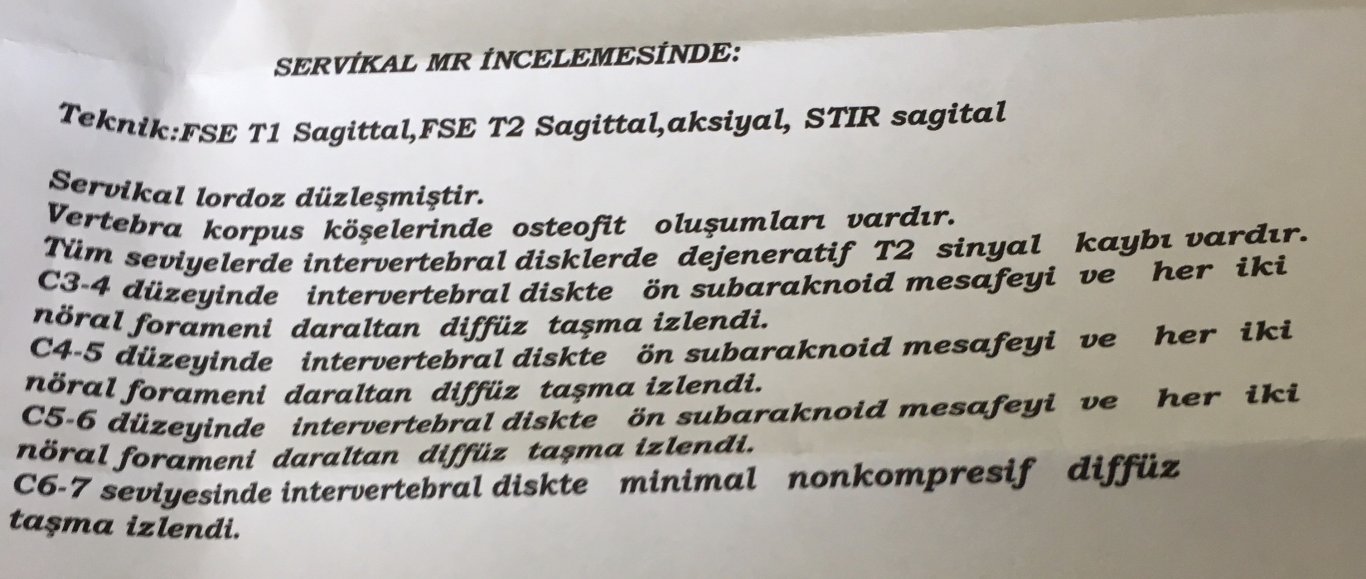 SERVİKAL MR İNCELEMESİNDE:
Teknik:FSE T1 Sagittal,FSE T2 Sagittal,aksiyal, STIR sagital
Servikal lordoz düzleşmiştir.
Vertebra korpus köşelerinde osteofit oluşumları vardır.
Tüm seviyelerde intervertebral disklerde dejeneratif T2 sinyal kaybı vardır.
C3-4 düzeyinde intervertebral diskte ön subaraknoid mesafeyi ve her iki
nöral forameni daraltan diffüz taşma izlendi.
C4-5 düzeyinde intervertebral diskte ön subaraknoid mesafeyi ve her iki
nöral forameni daraltan diffüz taşma izlendi.
C5-6 düzeyinde intervertebral diskte ön subaraknoid mesafeyi ve her iki
nöral forameni daraltan diffüz taşma izlendi.
C6-7 seviyesinde intervertebral diskte minimal nonkompresif diffüz
taşma izlendi.